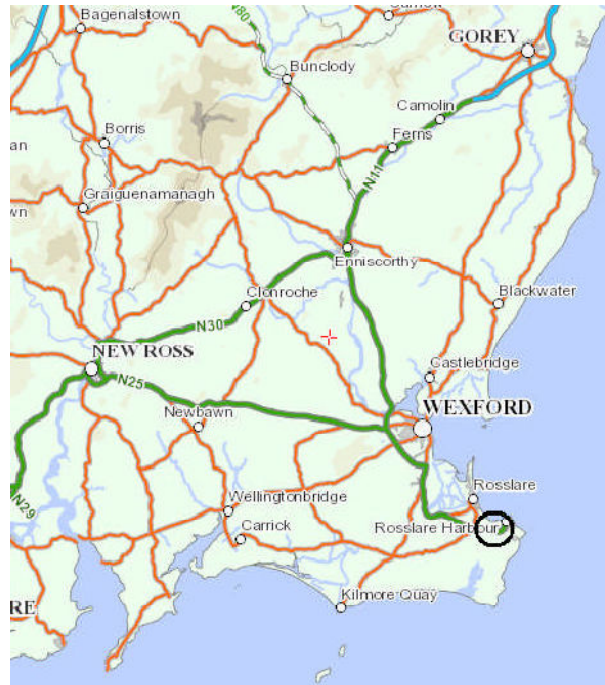 Bagenalstown
N80
GOREY
Bunclody
Camolin
Borris
Ferns
an
N11
Graiguenamanagh
wn
Enniscorthy
Clonroche
Blackwater
N30
NEW ROSS
Castlebridge
N25
WEXFORD
Newbawn
Rosslare
N29
Wellingtonbridge
Rosslare Harbour
Carrick
Kilmore Quay
RE